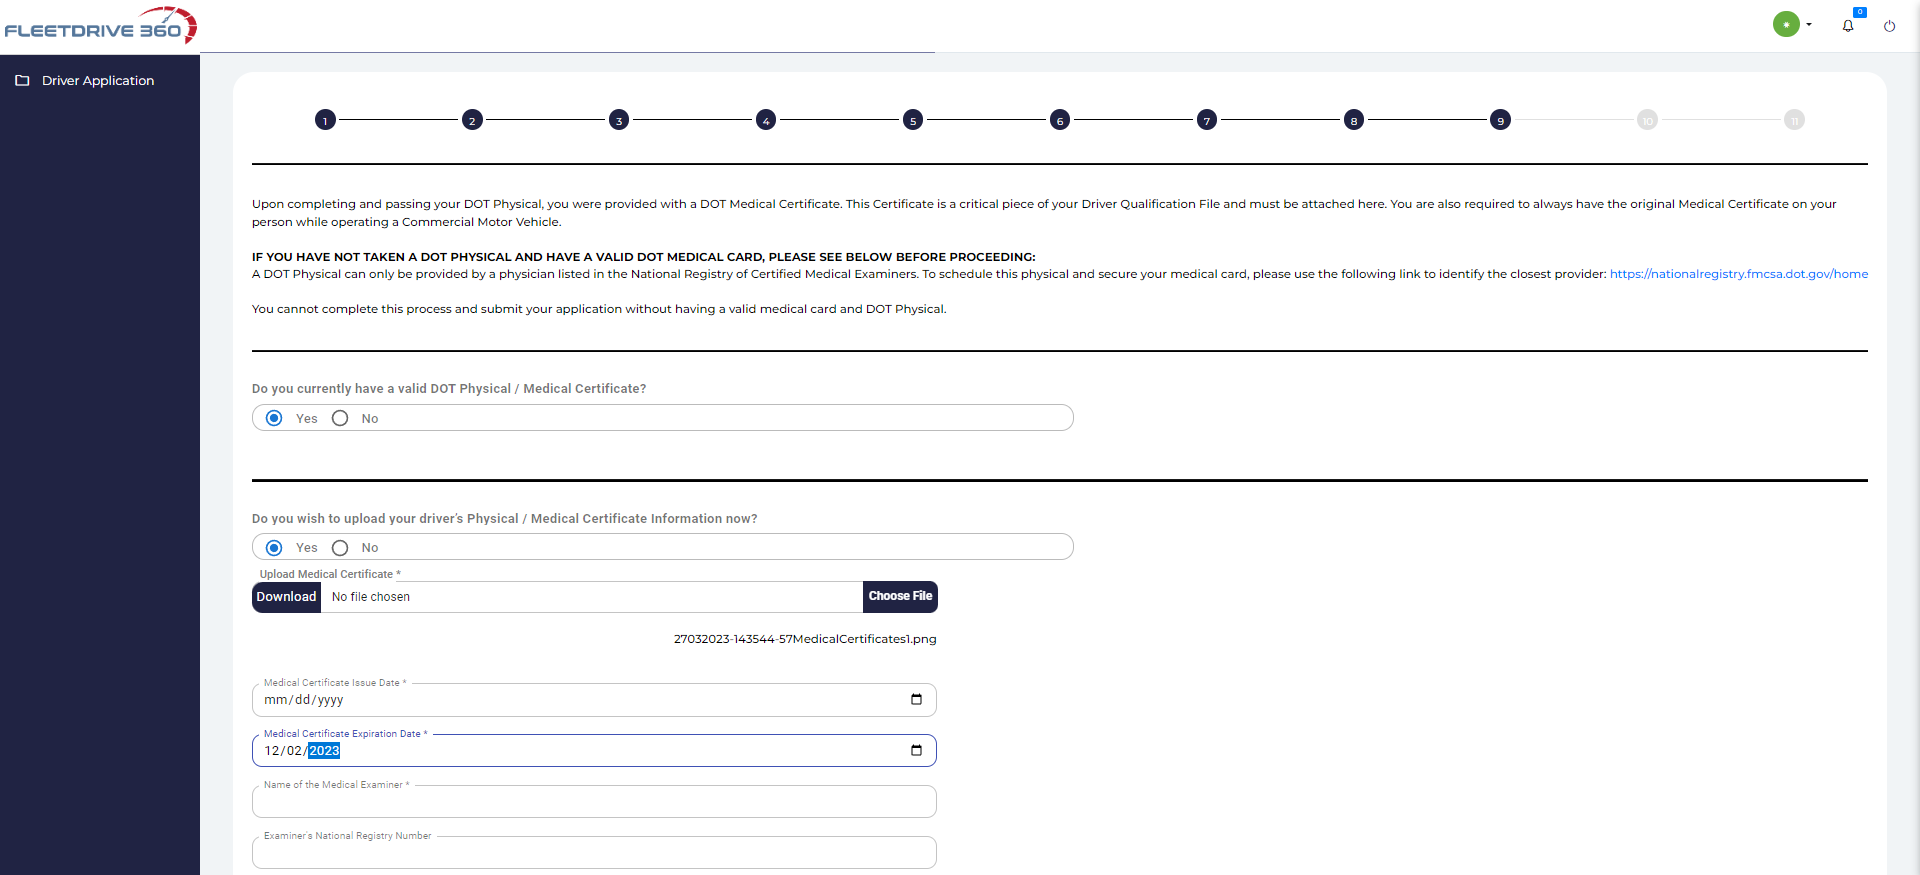 FLEETDRIVE 360
0
Driver Application
1 2 3 4 5 6 7 8 9 10 11
Upon completing and passing your DOT Physical, you were provided with a DOT Medical Certificate. This Certificate is a critical piece of your Driver Qualification File and must be attached here. You are also required to always have the original Medical Certificate on your
person while operating a Commercial Motor Vehicle.
IF YOU HAVE NOT TAKEN A DOT PHYSICAL AND HAVE A VALID DOT MEDICAL CARD, PLEASE SEE BELOW BEFORE PROCEEDING:
A DOT Physical can only be provided by a physician listed in the National Registry of Certified Medical Examiners. To schedule this physical and secure your medical card, please use the following link to identify the closest provider: https://nationalregistry.fmcsa.dot.gov/home
You cannot complete this process and submit your application without having a valid medical card and DOT Physical.
Do you currently have a valid DOT Physical / Medical Certificate?
Yes No
Do you wish to upload your driver's Physical / Medical Certificate Information now?
Yes No
Upload Medical Certificate *
Download No file chosen Choose File
27032023-143544-57MedicalCertificates1.png
Medical Certificate Issue Date *
mm/dd/yyyy
Medical Certificate Expiration Date *
12/02/2023
Name of the Medical Examiner *
Examiner's National Registry Number